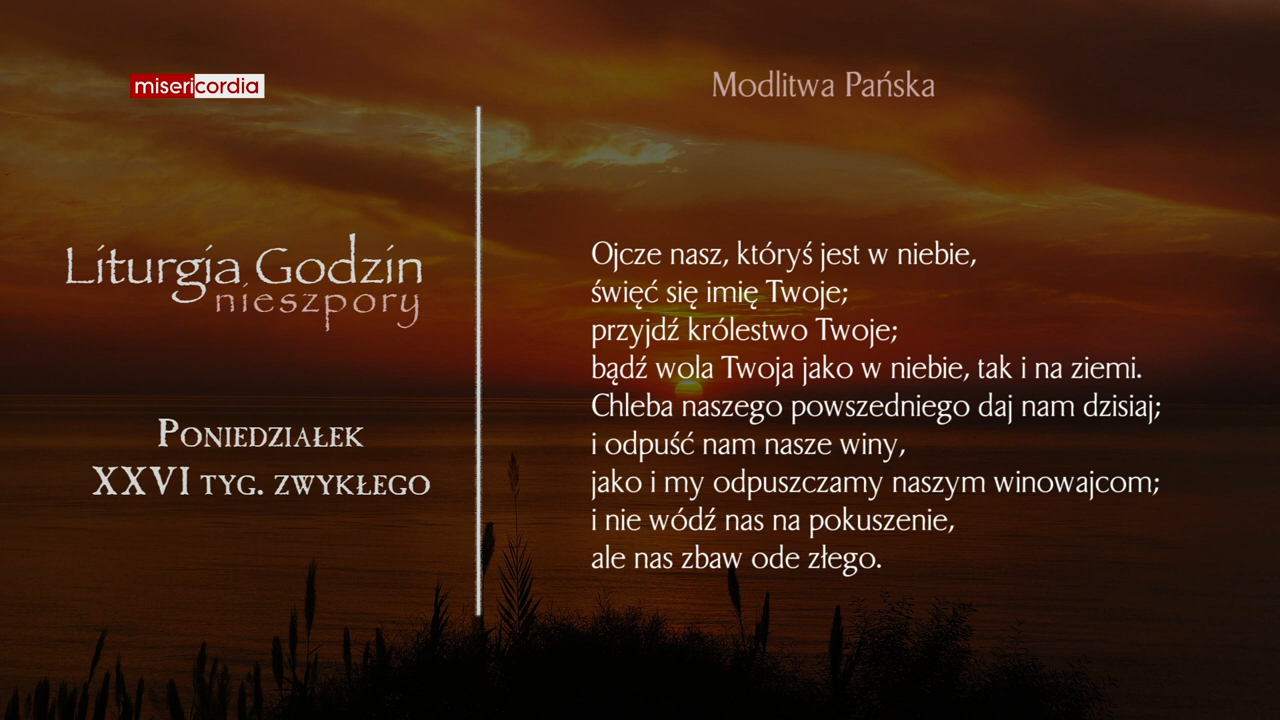 misericordia
Liturgia Godzin
nieszpory
Poniedziałek
XXVI tyg. zwykłego
Modlitwa Pańska
Ojcze nasz, któryś jest w niebie,
święć się imię Twoje;
przyjdź królestwo Twoje;
bądź wola Twoja jako w niebie, tak i na ziemi.
Chleba naszego powszedniego daj nam dzisiaj;
i odpuść nam nasze winy,
jako i my odpuszczamy naszym winowajcom;
i nie wódź nas na pokuszenie,
ale nas zbaw ode złego.